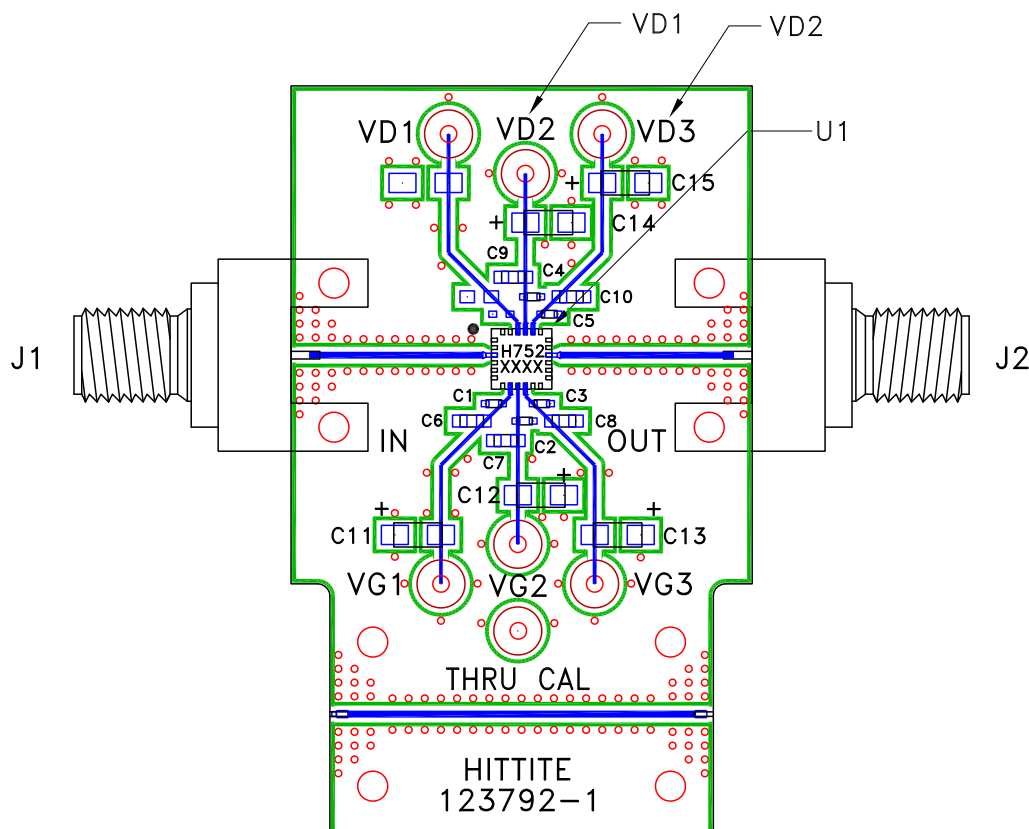 VD1
VD2
U1
VD1
VD2
VD3
+
C15
+
C14
C9
C4
C10
C5
J1
H752
XXXX
J2
C1
C3
C6
C8
IN
OUT
C2
C7
+
C12
+
C11
+
C13
VG1
VG2
VG3
THRU CAL
HITTITE
123792-1